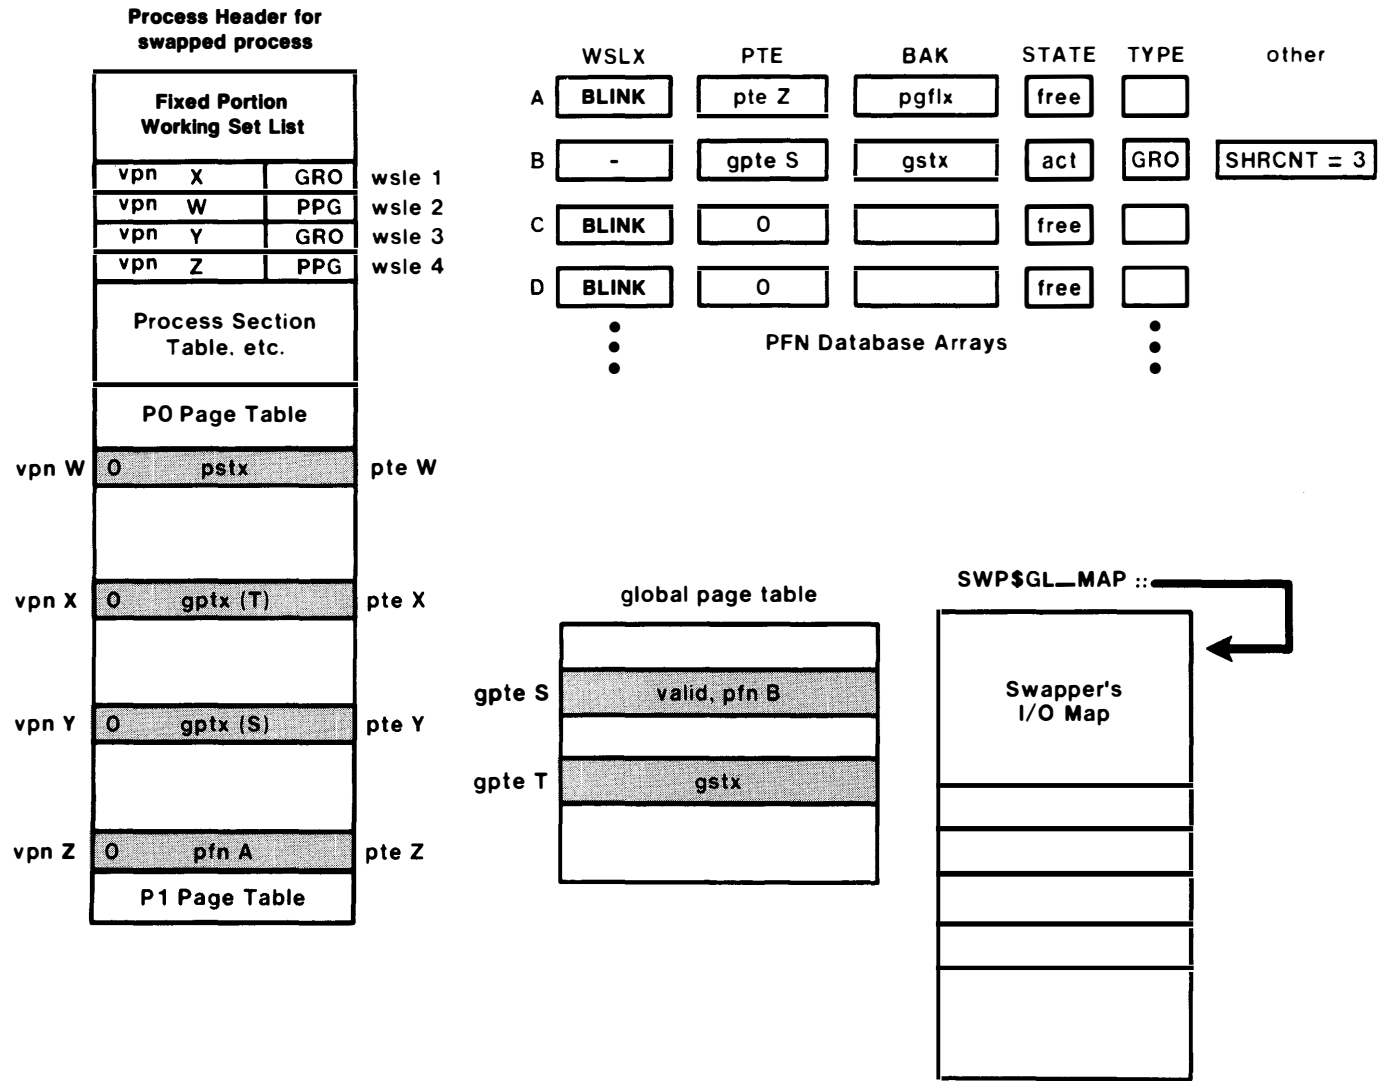 Process Header for
swapped process
Fixed Portion
Working Set List
vpn X GRO wsle 1
vpn W PPG wsle 2
vpn Y GRO wsle 3
vpn Z PPG wsle 4
Process Section
Table, etc.
P0 Page Table
vpn W 0 pstx pte W
vpn X 0 gptx (T) pte X
vpn Y 0 gptx (S) pte Y
vpn Z 0 pfn A pte Z
P1 Page Table
WSLX PTE BAK STATE TYPE other
A BLINK pte Z pgflx free
B - gpte S gstx act GRO SHRCNT = 3
C BLINK 0 free
D BLINK 0 free
PFN Database Arrays
global page table
gpte S valid, pfn B
gpte T gstx
SWP$GL_MAP ::
Swapper's
I/O Map